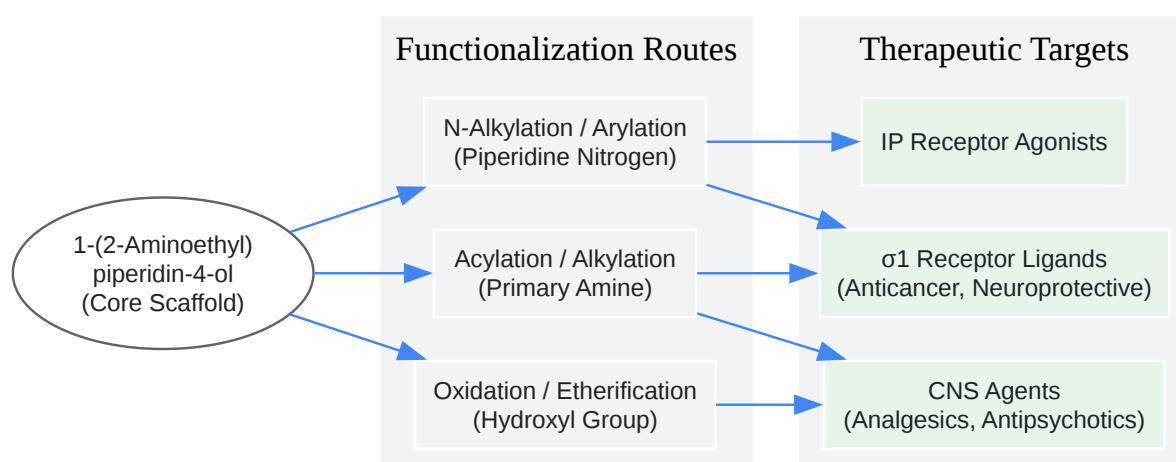 Functionalization Routes
Therapeutic Targets
1-(2-Aminoethyl)
piperidin-4-ol
(Core Scaffold)
N-Alkylation / Arylation
(Piperidine Nitrogen)
Acylation / Alkylation
(Primary Amine)
Oxidation / Etherification
(Hydroxyl Group)
IP Receptor Agonists
σ1 Receptor Ligands
(Anticancer, Neuroprotective)
CNS Agents
(Analgesics, Antipsychotics)